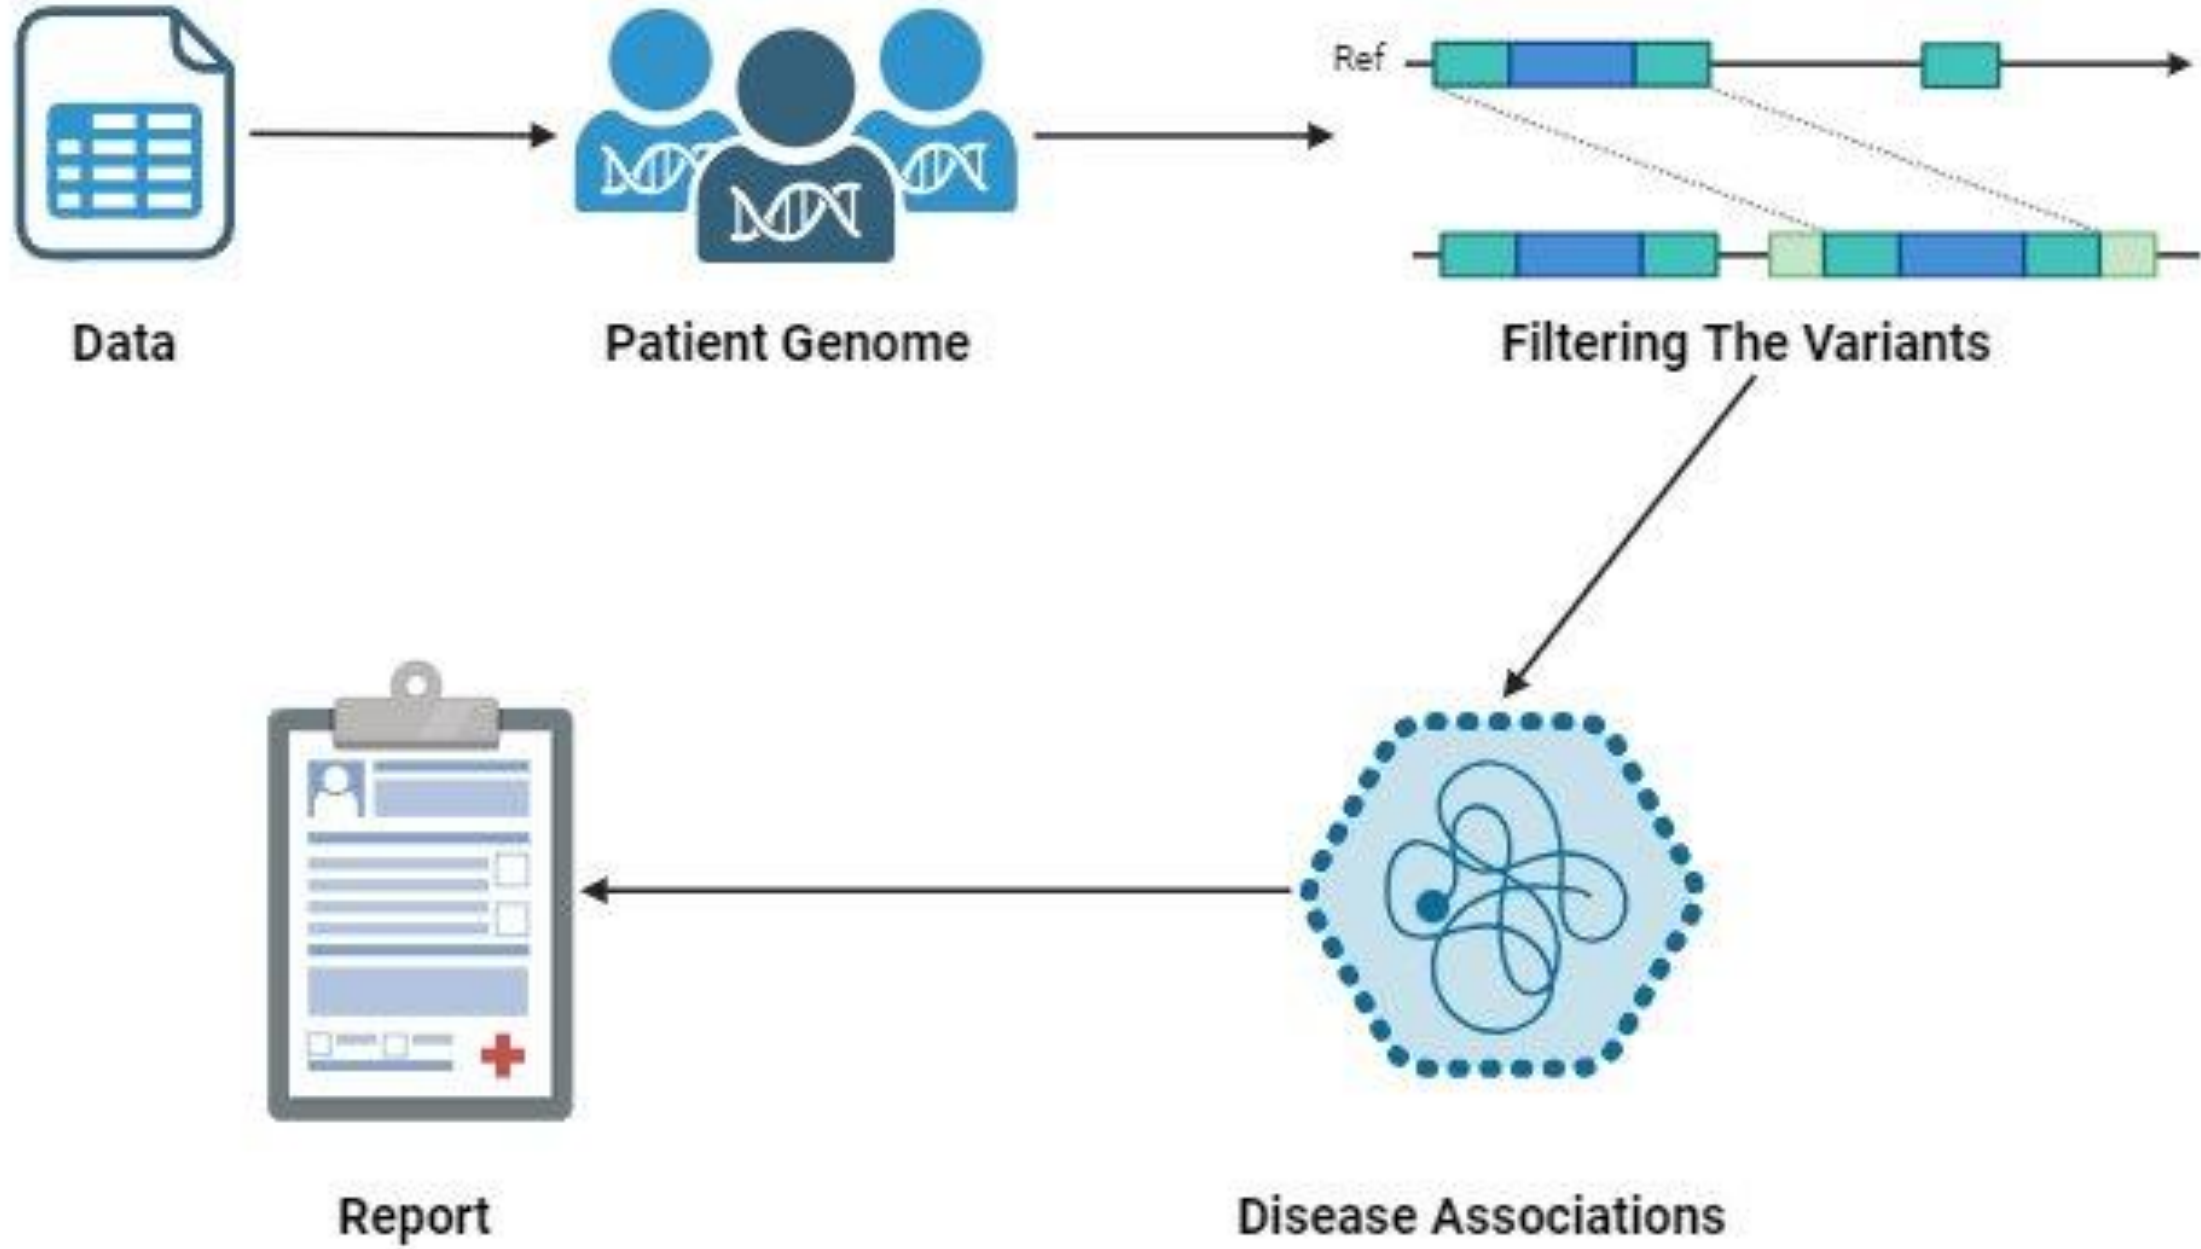 Ref
Data
Patient Genome
Filtering The Variants
Report
Disease Associations